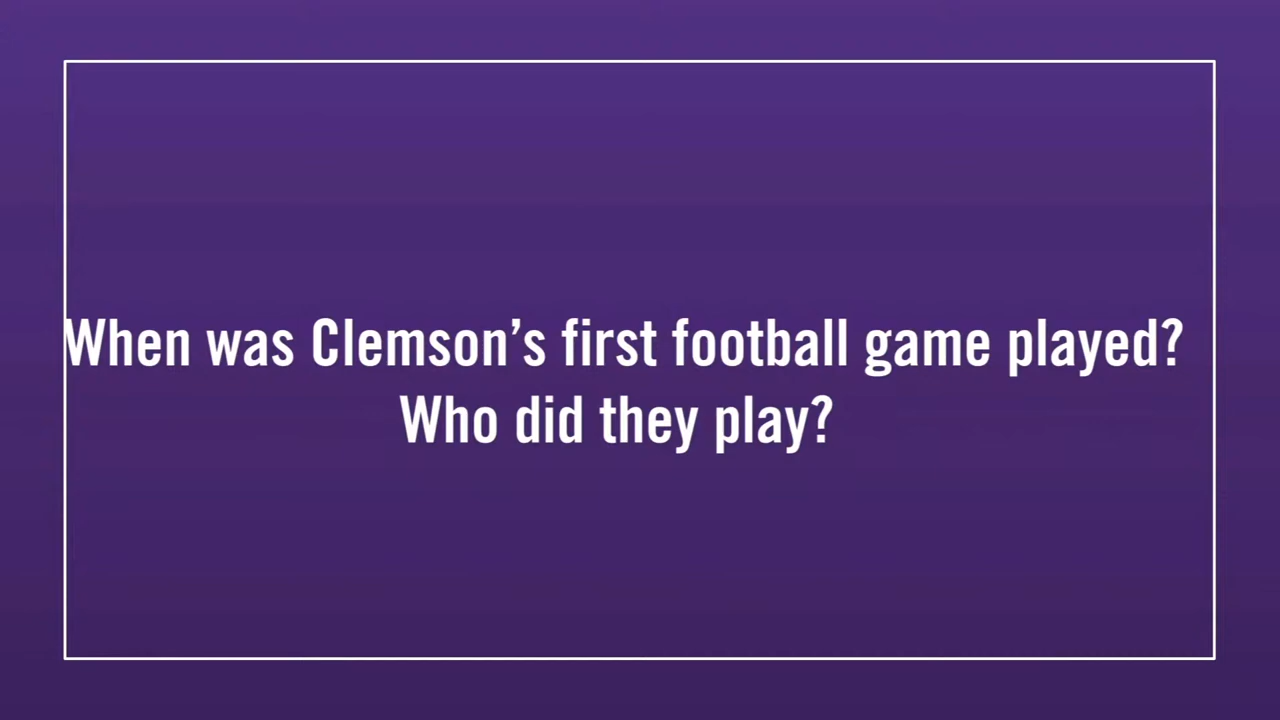 When was Clemson’s first football game played?
Who did they play?